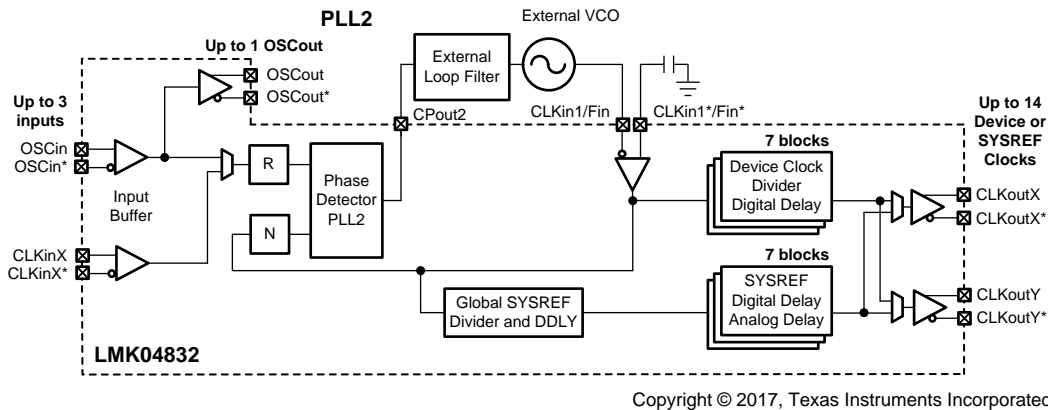 PLL2
External VCO
Up to 1 OSCout
External
Loop Filter
OSCout
OSCout*
Up to 3
inputs
CPout2
CLKin1/Fin
CLKin1*/Fin*
Up to 14
Device or
SYSREF
Clocks
OSCin
OSCin*
Input
Buffer
R
N
Phase
Detector
PLL2
7 blocks
Device Clock
Divider
Digital Delay
CLKoutX
CLKoutX*
CLKinX
CLKinX*
7 blocks
Global SYSREF
Divider and DDLY
SYSREF
Digital Delay
Analog Delay
CLKoutY
CLKoutY*
LMK04832
Copyright © 2017, Texas Instruments Incorporated